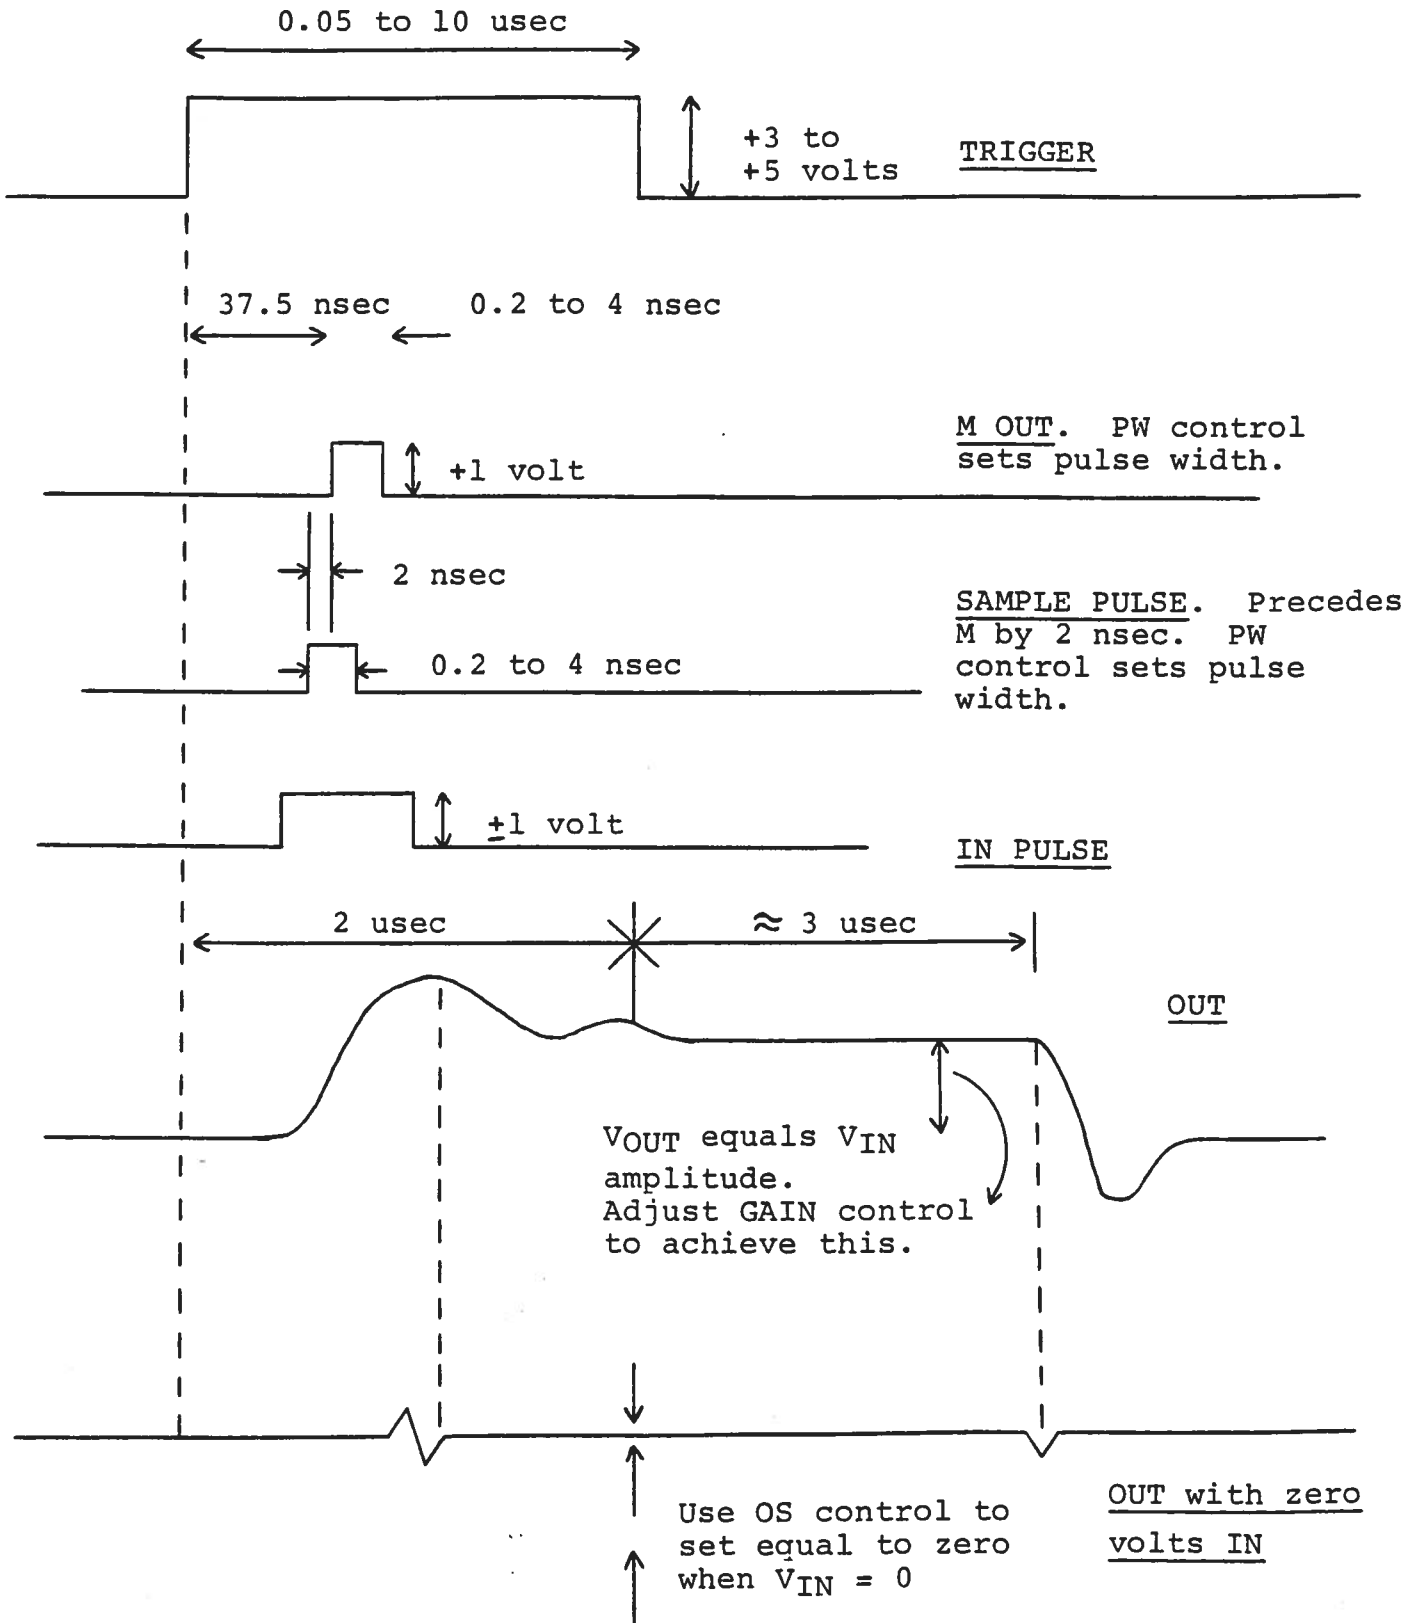 0.05 to 10 usec
+3 to
+5 volts
TRIGGER
37.5 nsec
0.2 to 4 nsec
M OUT. PW control
sets pulse width.
+1 volt
2 nsec
SAMPLE PULSE. Precedes
M by 2 nsec. PW
control sets pulse
width.
0.2 to 4 nsec
±1 volt
IN PULSE
2 usec
≈ 3 usec
OUT
VOUT equals VIN
amplitude.
Adjust GAIN control
to achieve this.
Use OS control to
set equal to zero
when VIN = 0
OUT with zero
volts IN